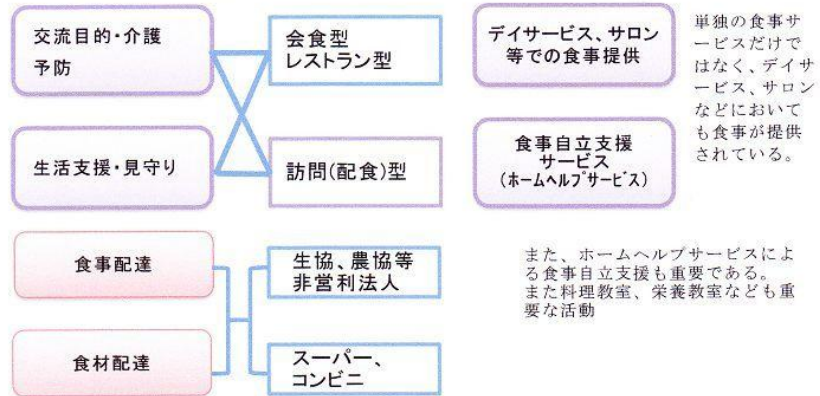 交流目的・介護
予防
会食型
レストラン型
デイサービス、サロン
等での食事提供
単独の食事サ
ービスだけで
はなく、デイサ
ービス、サロン
などにおいて
も食事が提供
されている。
生活支援・見守り
訪問(配食)型
食事自立支援
サービス
(ホームヘルプサービス)
食事配達
生協、農協等
非営利法人
また、ホームヘルプサービスによ
る食事自立支援も重要である。
また料理教室、栄養教室なども重
要な活動
食材配達
スーパー、
コンビニ